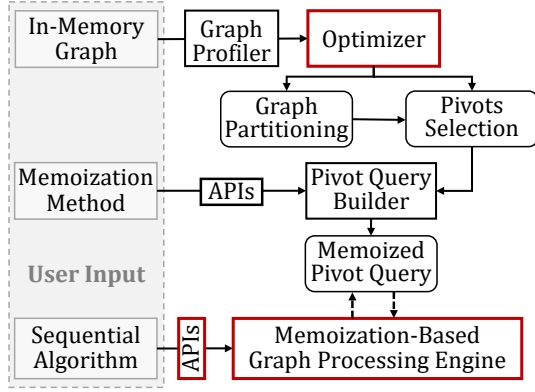 In-Memory
Graph
Graph
Profiler
Optimizer
Graph
Partitioning
Pivots
Selection
Memoization
Method
APIs
Pivot Query
Builder
Memoized
Pivot Query
User Input
Sequential
Algorithm
APIs
Memoization-Based
Graph Processing Engine